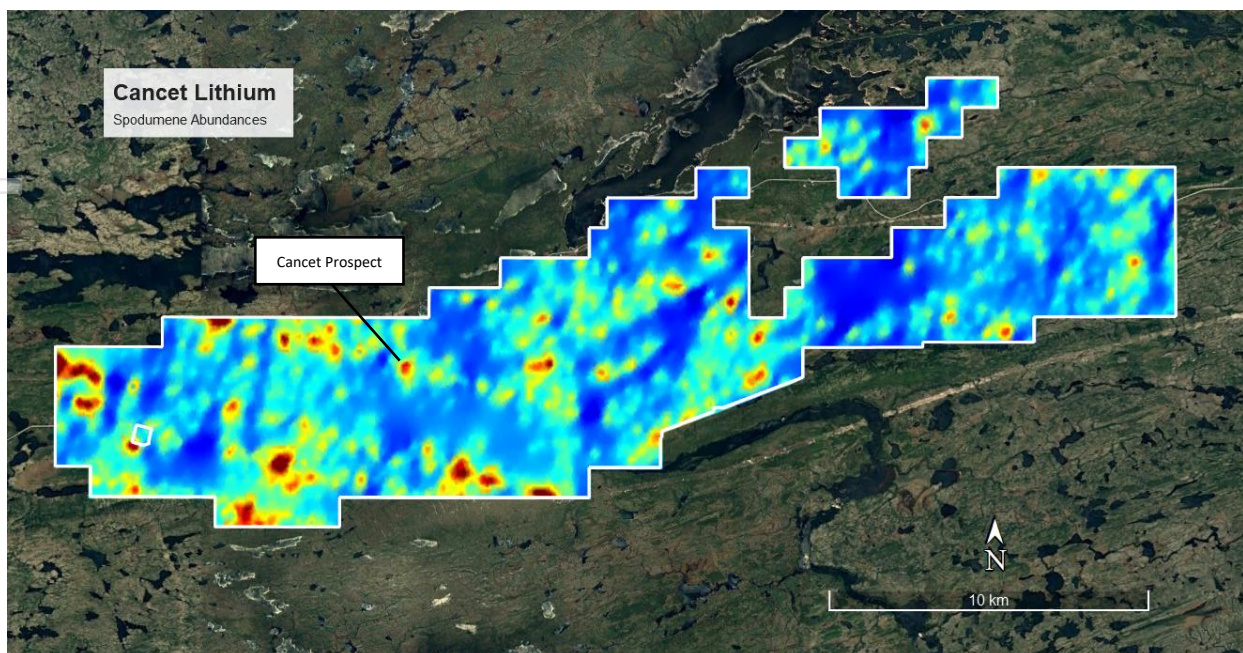 Cancet Lithium
Spodumene Abundances
Cancet Prospect
N
10 km